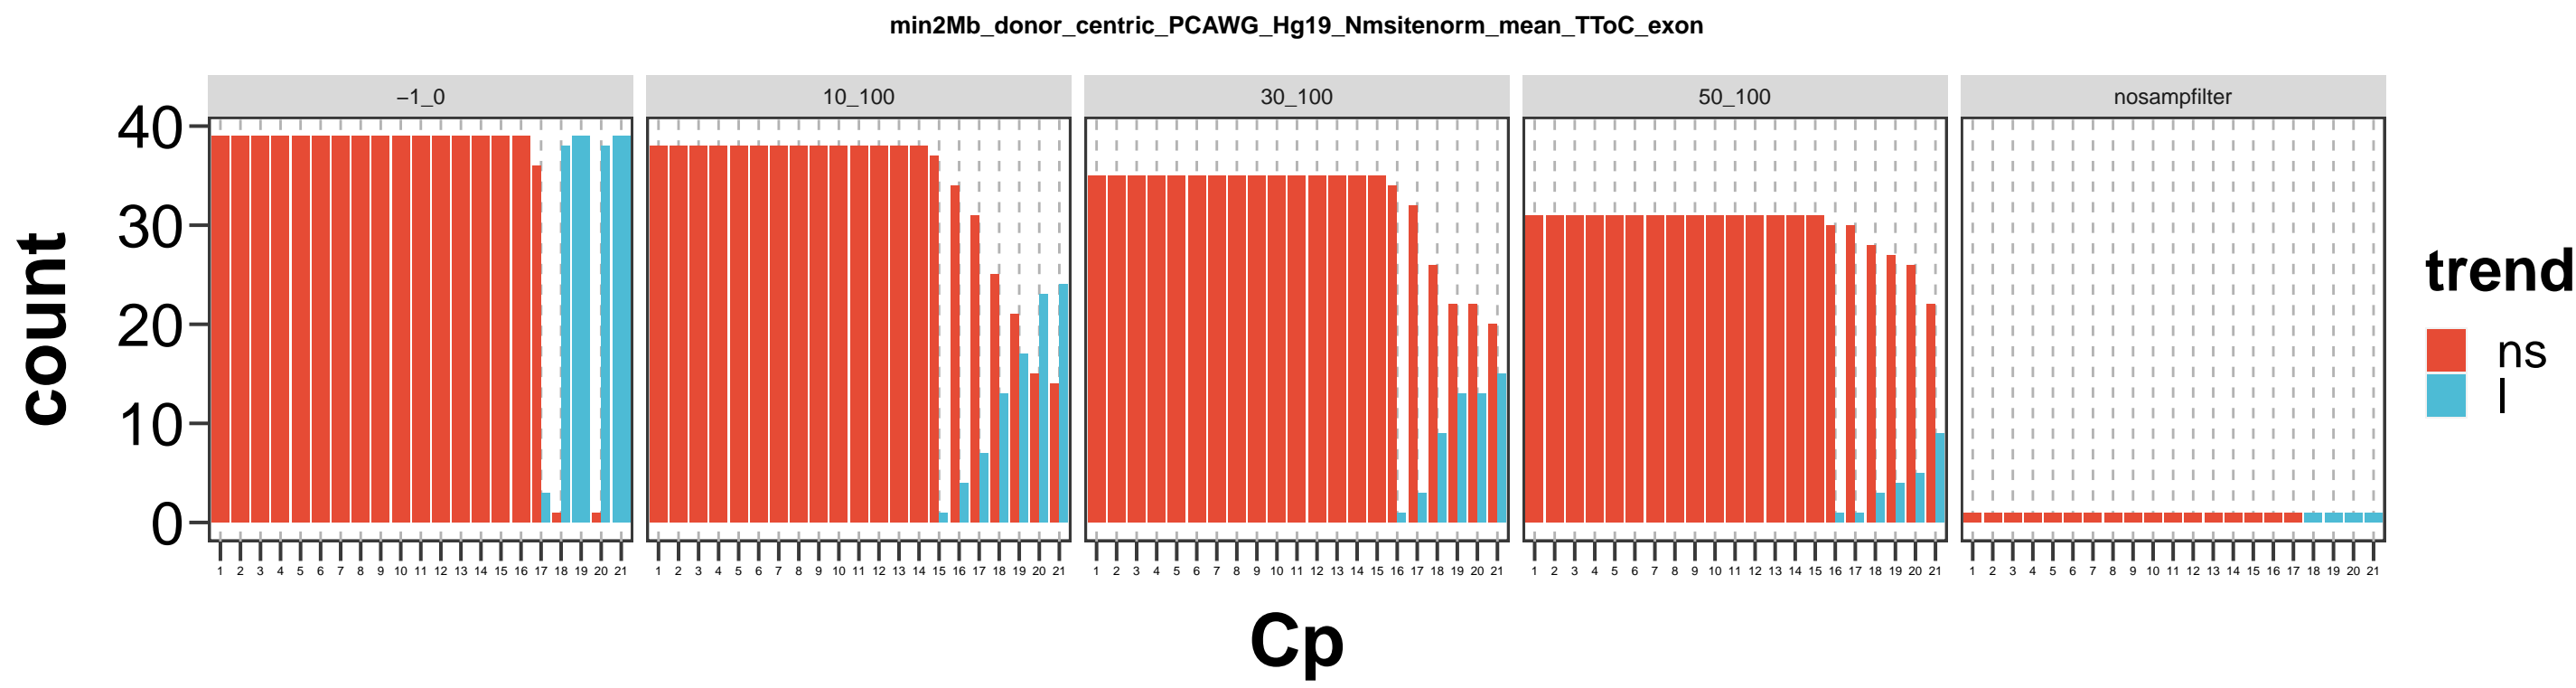 min2Mb_donor_centric_PCAWG_Hg19_Nmsitenorm_mean_TToC_exon
−1_0 10_100 30_100 50_100 nosampfilter
40
30
20
10
0
count
1 2 3 4 5 6 7 8 9 10 11 12 13 14 15 16 17 18 19 20 21
1 2 3 4 5 6 7 8 9 10 11 12 13 14 15 16 17 18 19 20 21
1 2 3 4 5 6 7 8 9 10 11 12 13 14 15 16 17 18 19 20 21
1 2 3 4 5 6 7 8 9 10 11 12 13 14 15 16 17 18 19 20 21
1 2 3 4 5 6 7 8 9 10 11 12 13 14 15 16 17 18 19 20 21
Cp
trend
ns
l